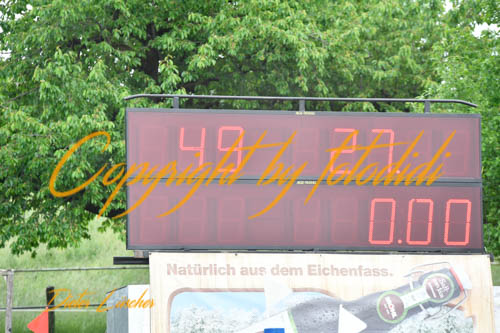 49 27.
Copyright by fotodidi
0.00
Natürlich aus dem Eichenfass.